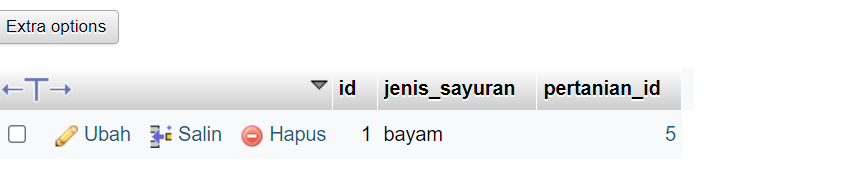 Extra options
id jenis_sayuran pertanian_id
Ubah Salin Hapus 1 bayam 5